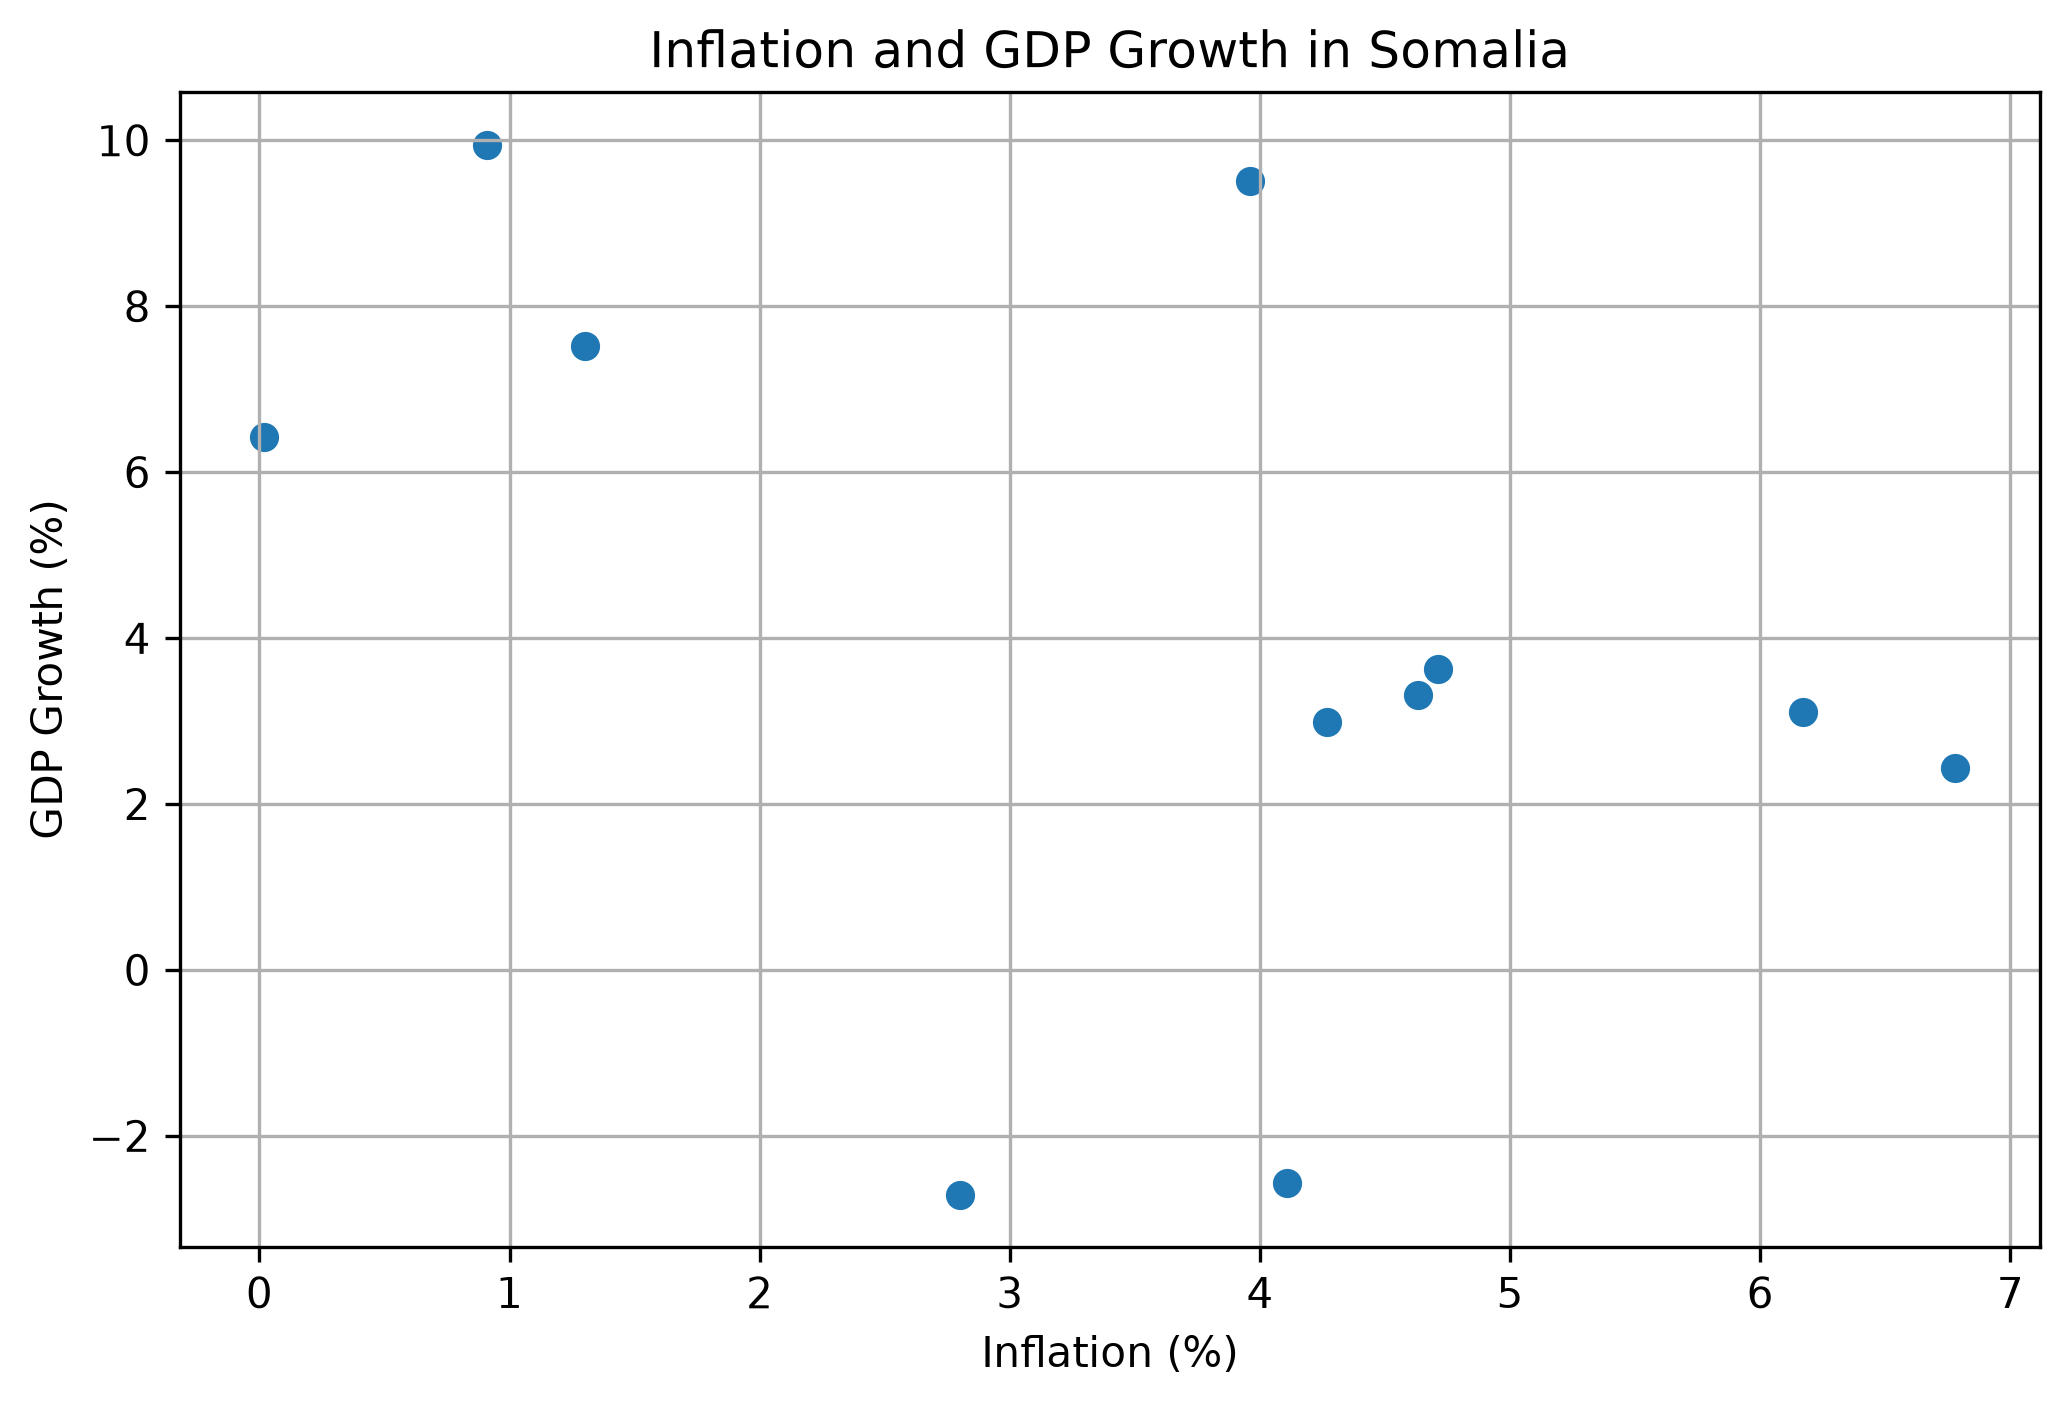 Inflation and GDP Growth in Somalia
GDP Growth (%)
10
8
6
4
2
0
−2
0 1 2 3 4 5 6 7
Inflation (%)